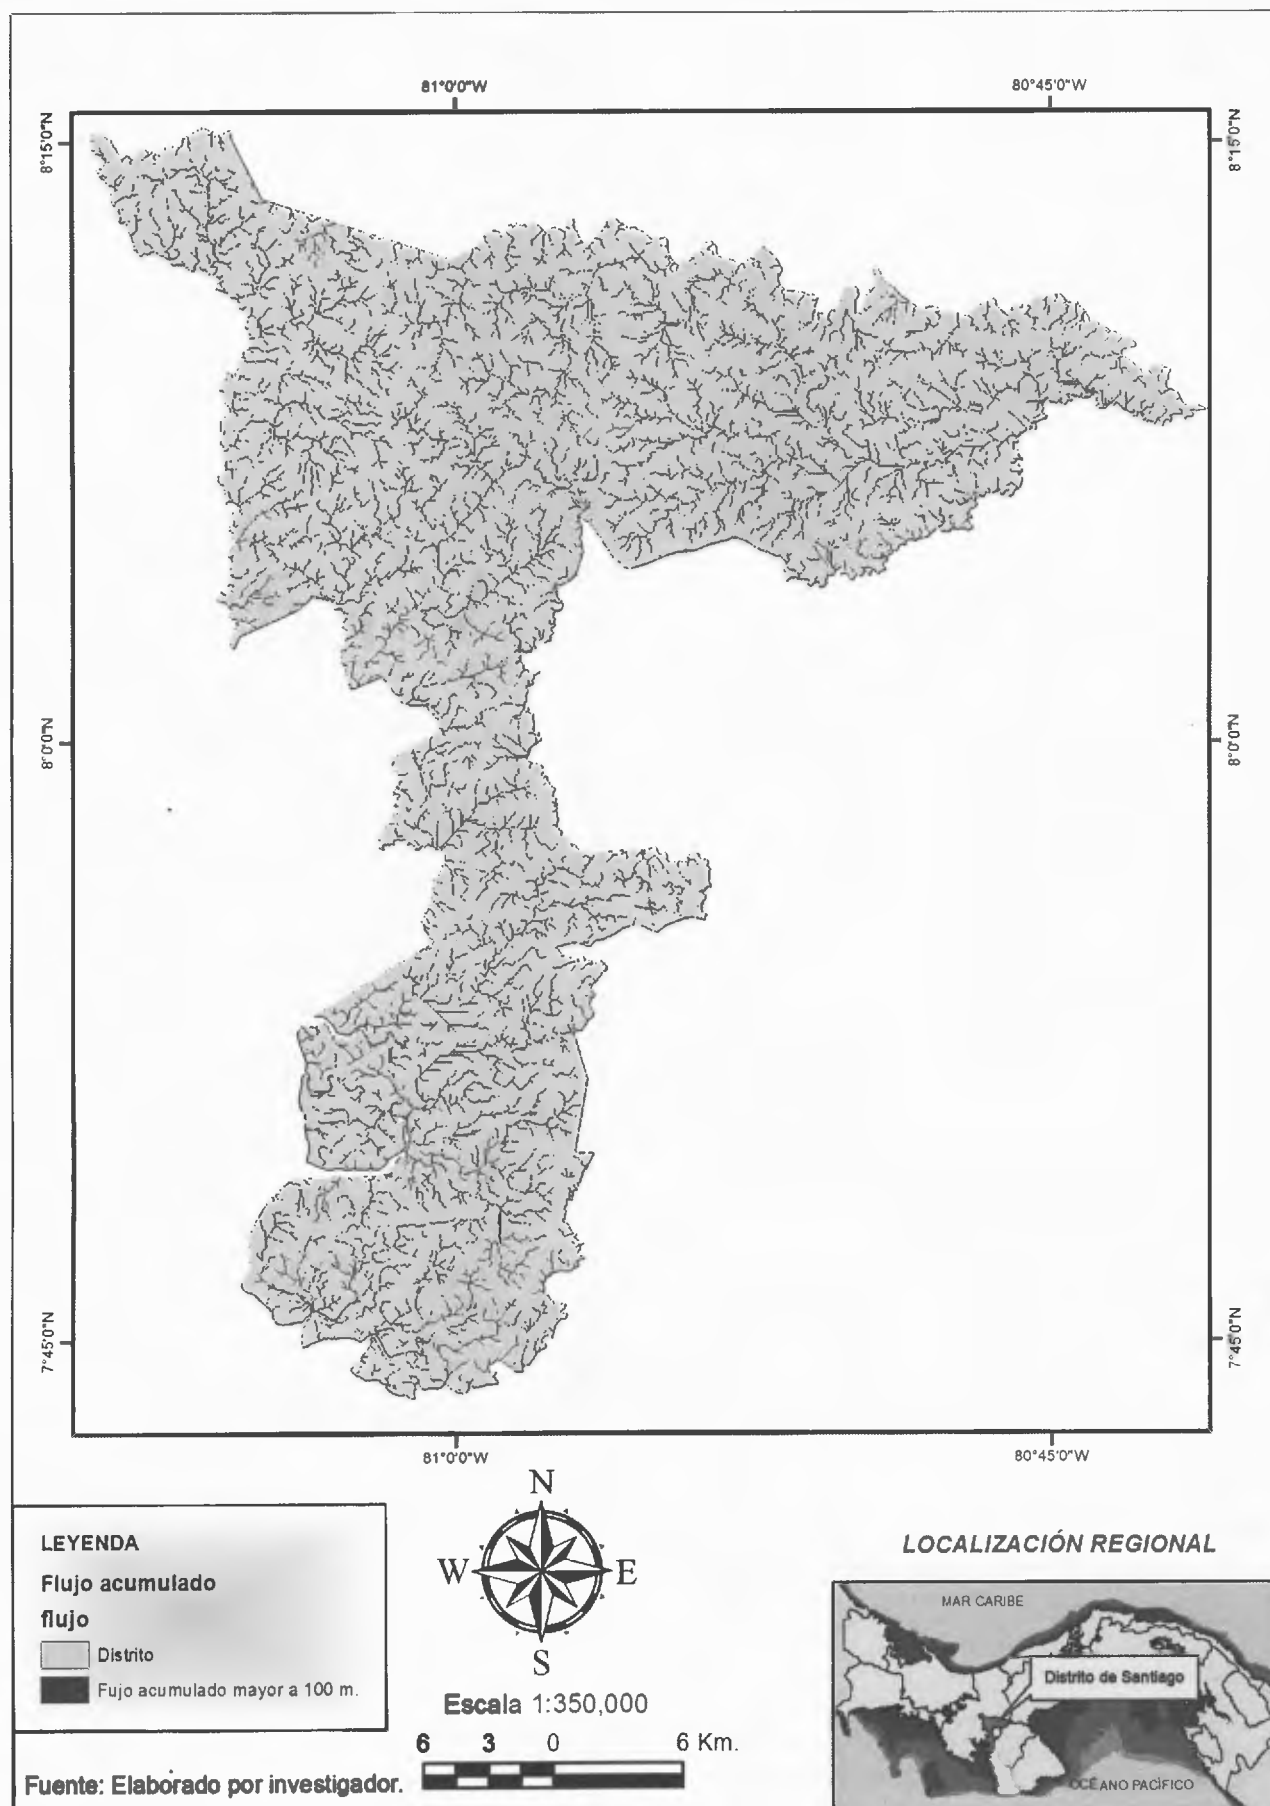 81°0'0"W 80°45'0"W
8°15'0"N 8°15'0"N
8°0'0"N 8°0'0"N
7°45'0"N 7°45'0"N
81°0'0"W 80°45'0"W
LEYENDA
Flujo acumulado
flujo
Distrito
Fujo acumulado mayor a 100 m.
Fuente: Elaborado por investigador.
N
W E
S
Escala 1:350,000
6 3 0 6 Km.
LOCALIZACIÓN REGIONAL
MAR CARIBE
Distrito de Santiago
OCÉANO PACÍFICO